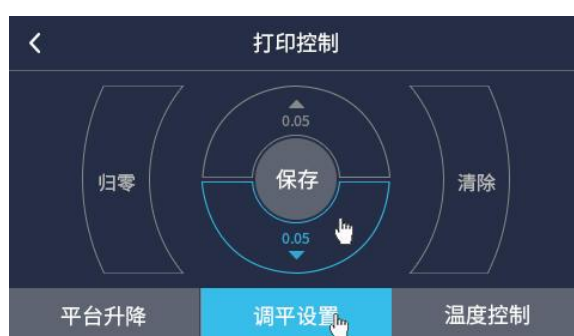 打印控制
0.05
归零
保存
清除
0.05
平台升降
调平设置
温度控制